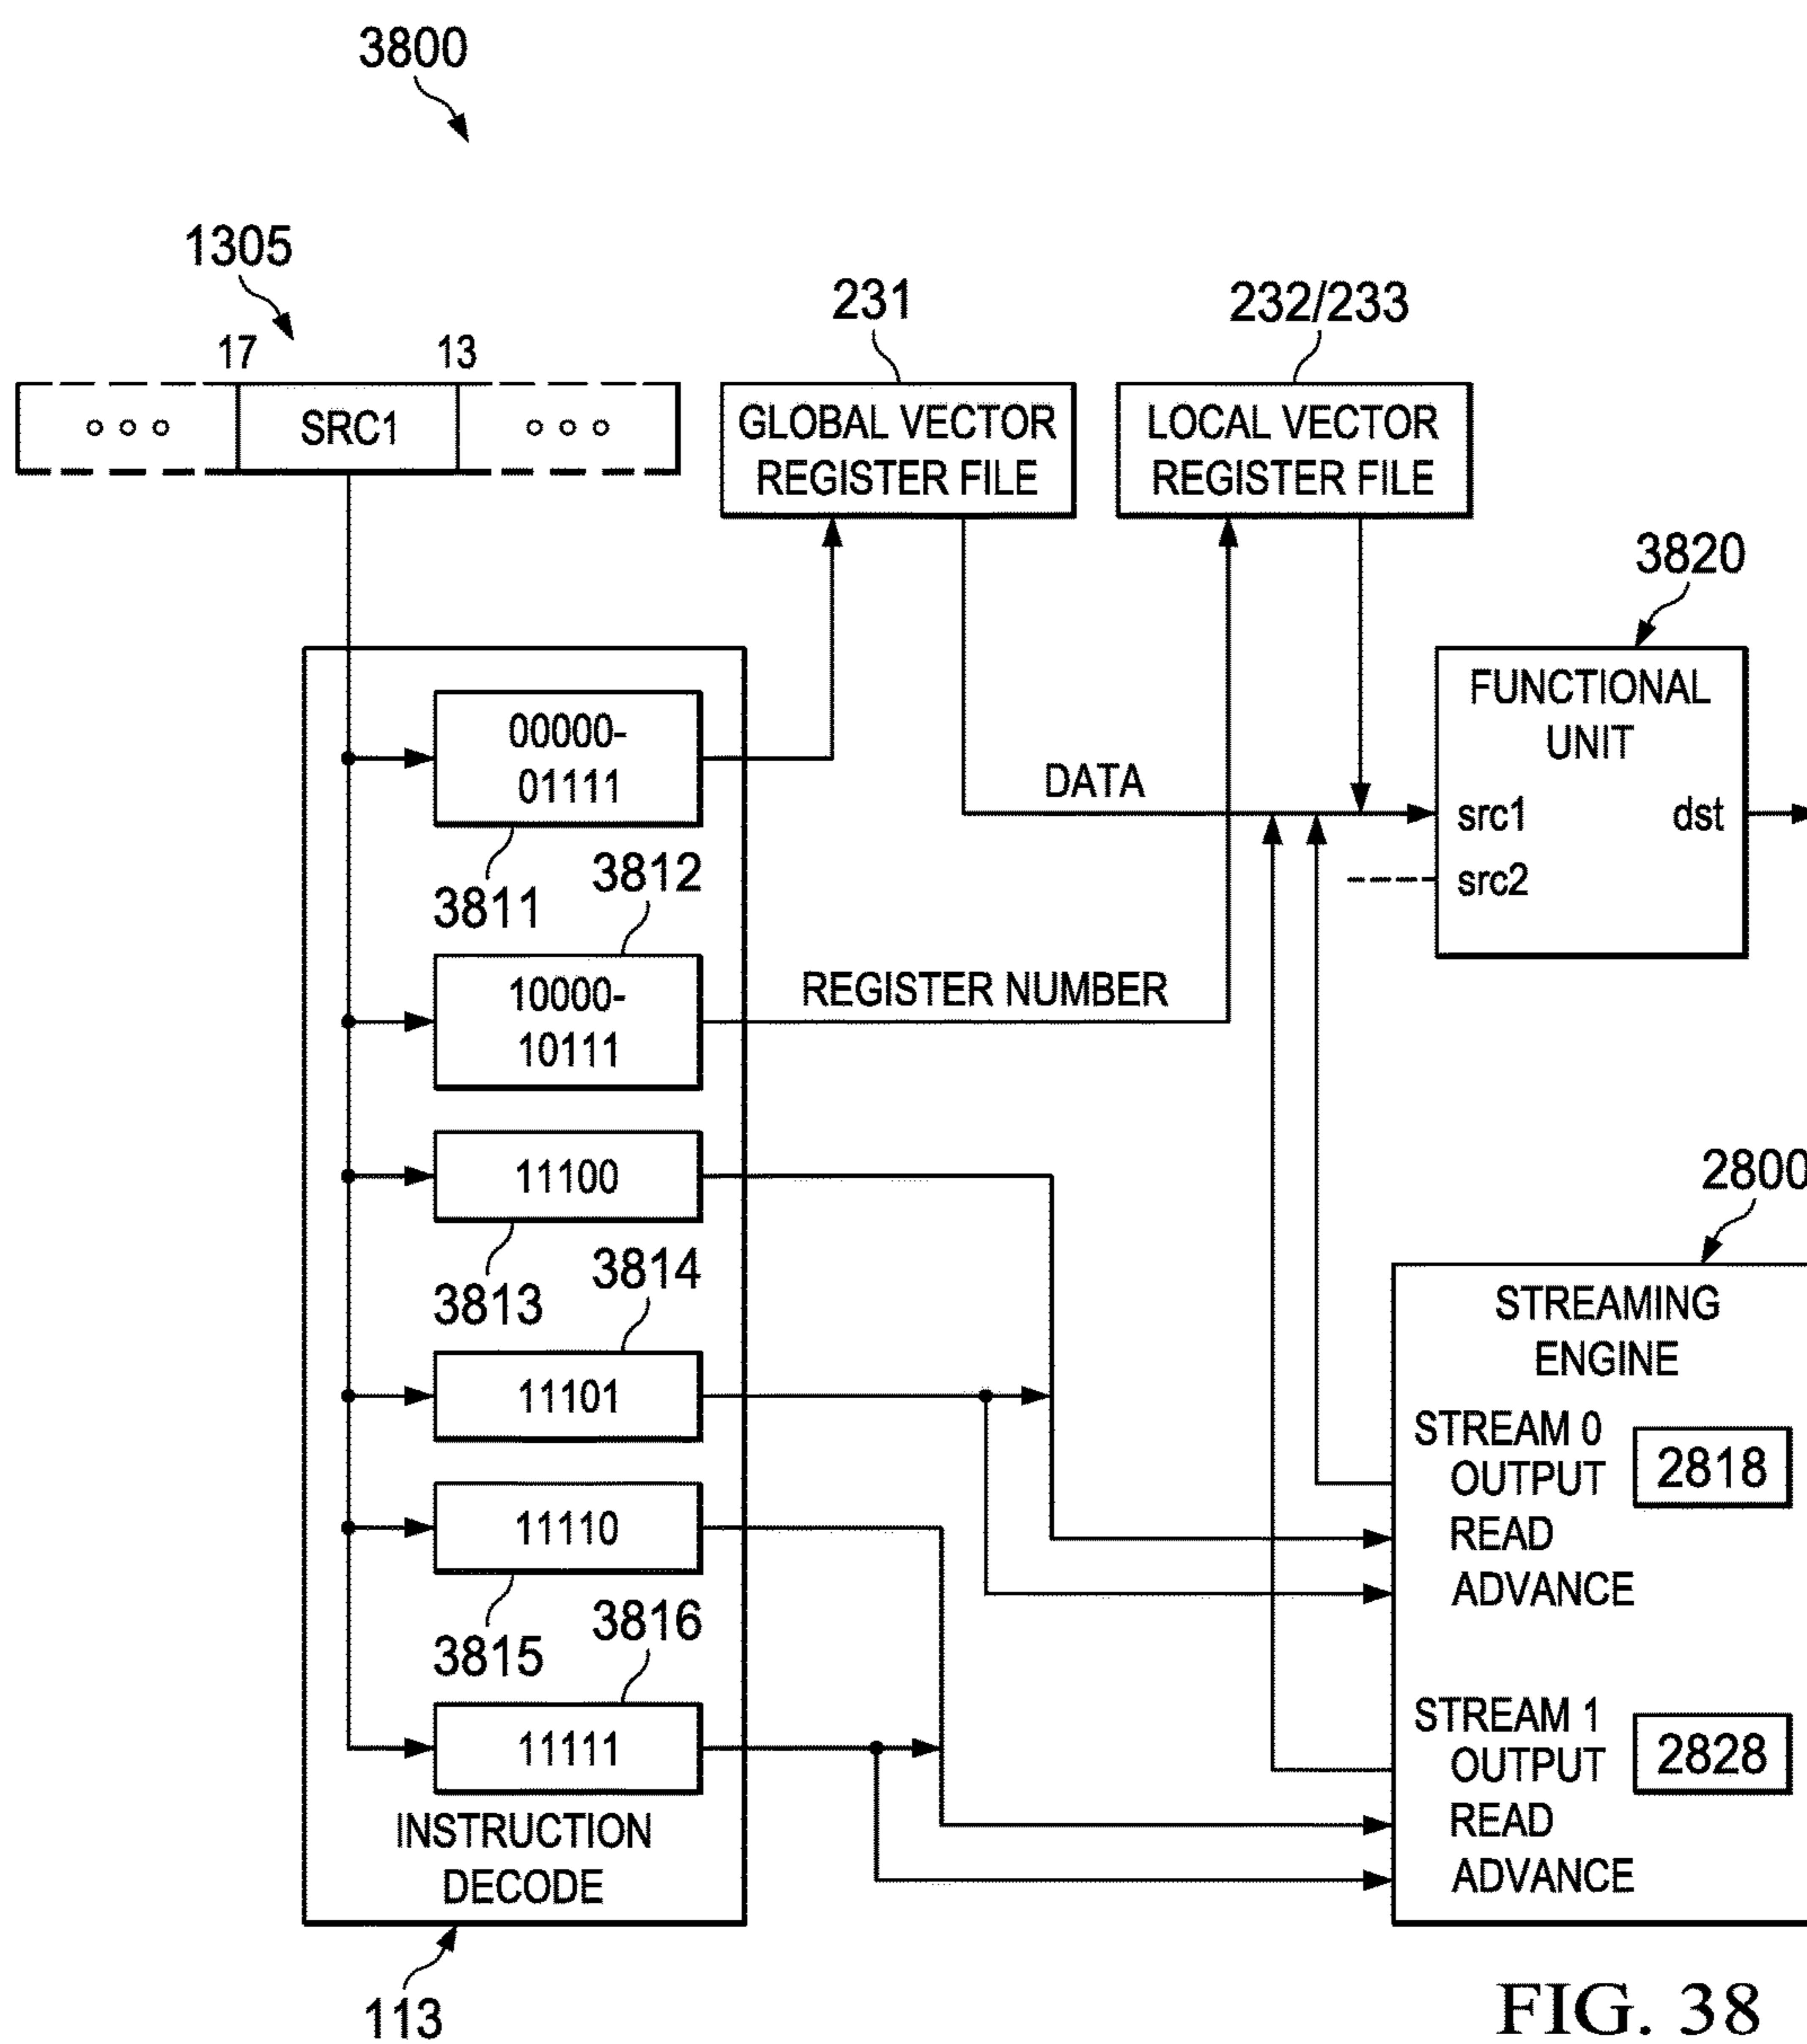 3800
1305
17
13
SRC1
231
GLOBAL VECTOR
REGISTER FILE
232/233
LOCAL VECTOR
REGISTER FILE
3820
FUNCTIONAL
UNIT
src1
dst
src2
DATA
00000-
01111
3811
3812
10000-
10111
REGISTER NUMBER
11100
3813
3814
11101
11110
3815
3816
11111
INSTRUCTION
DECODE
113
2800
STREAMING
ENGINE
STREAM 0
OUTPUT
2818
READ
ADVANCE
STREAM 1
OUTPUT
2828
READ
ADVANCE
FIG. 38